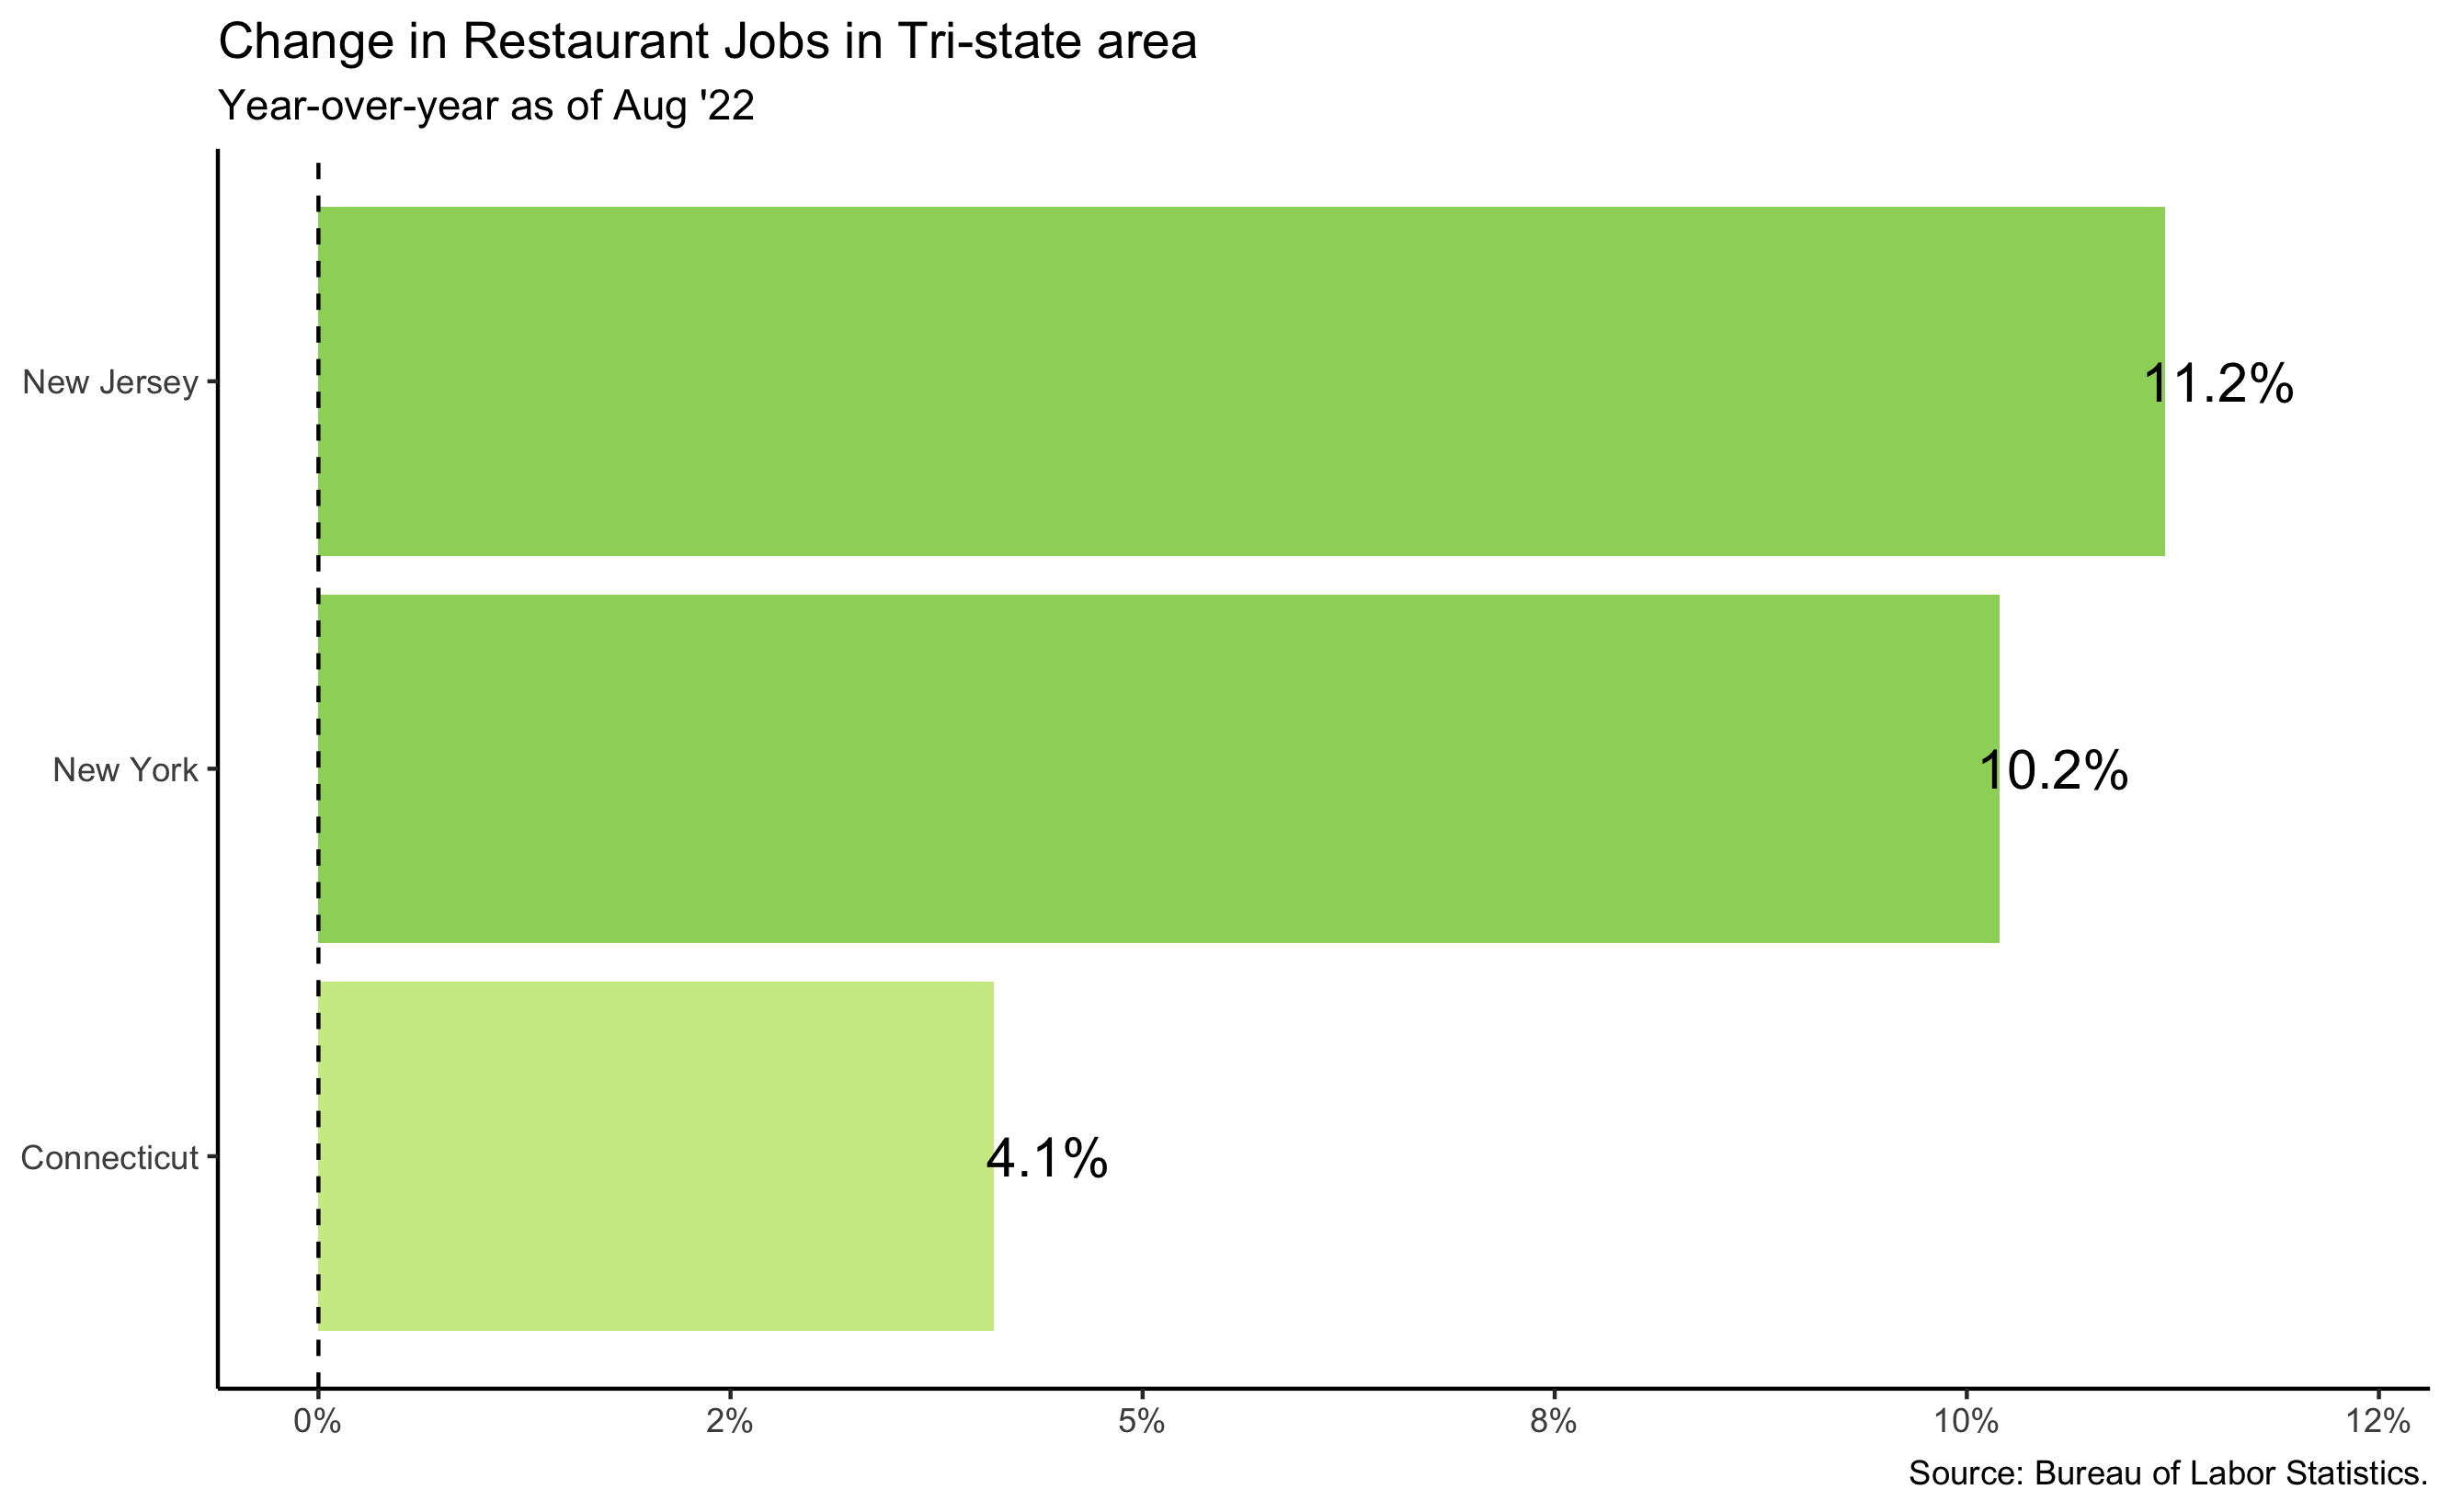 Change in Restaurant Jobs in Tri-state area
Year-over-year as of Aug '22
New Jersey
11.2%
New York
10.2%
Connecticut
4.1%
0% 2% 5% 8% 10% 12%
Source: Bureau of Labor Statistics.